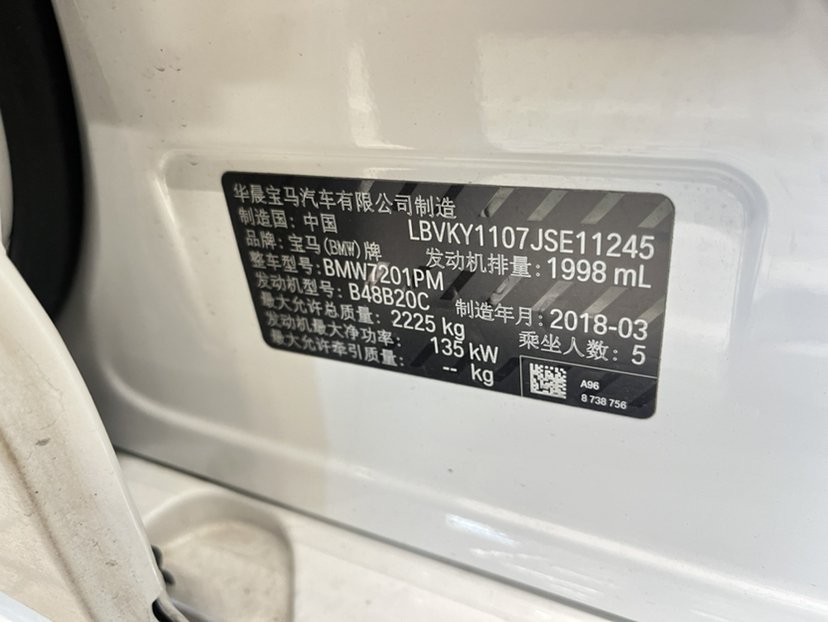 华晨宝马汽车有限公司制造
制造国: 中国 LBVKY1107JSE11245
品牌: 宝马(BMW)牌 发动机排量: 1998 mL
整车型号: BMW7201PM
发动机型号: B48B20C 制造年月: 2018-03
最大允许总质量: 2225 kg 乘坐人数: 5
发动机最大净功率: 135 kW
最大允许牵引质量: -- kg
A96
8 738 756